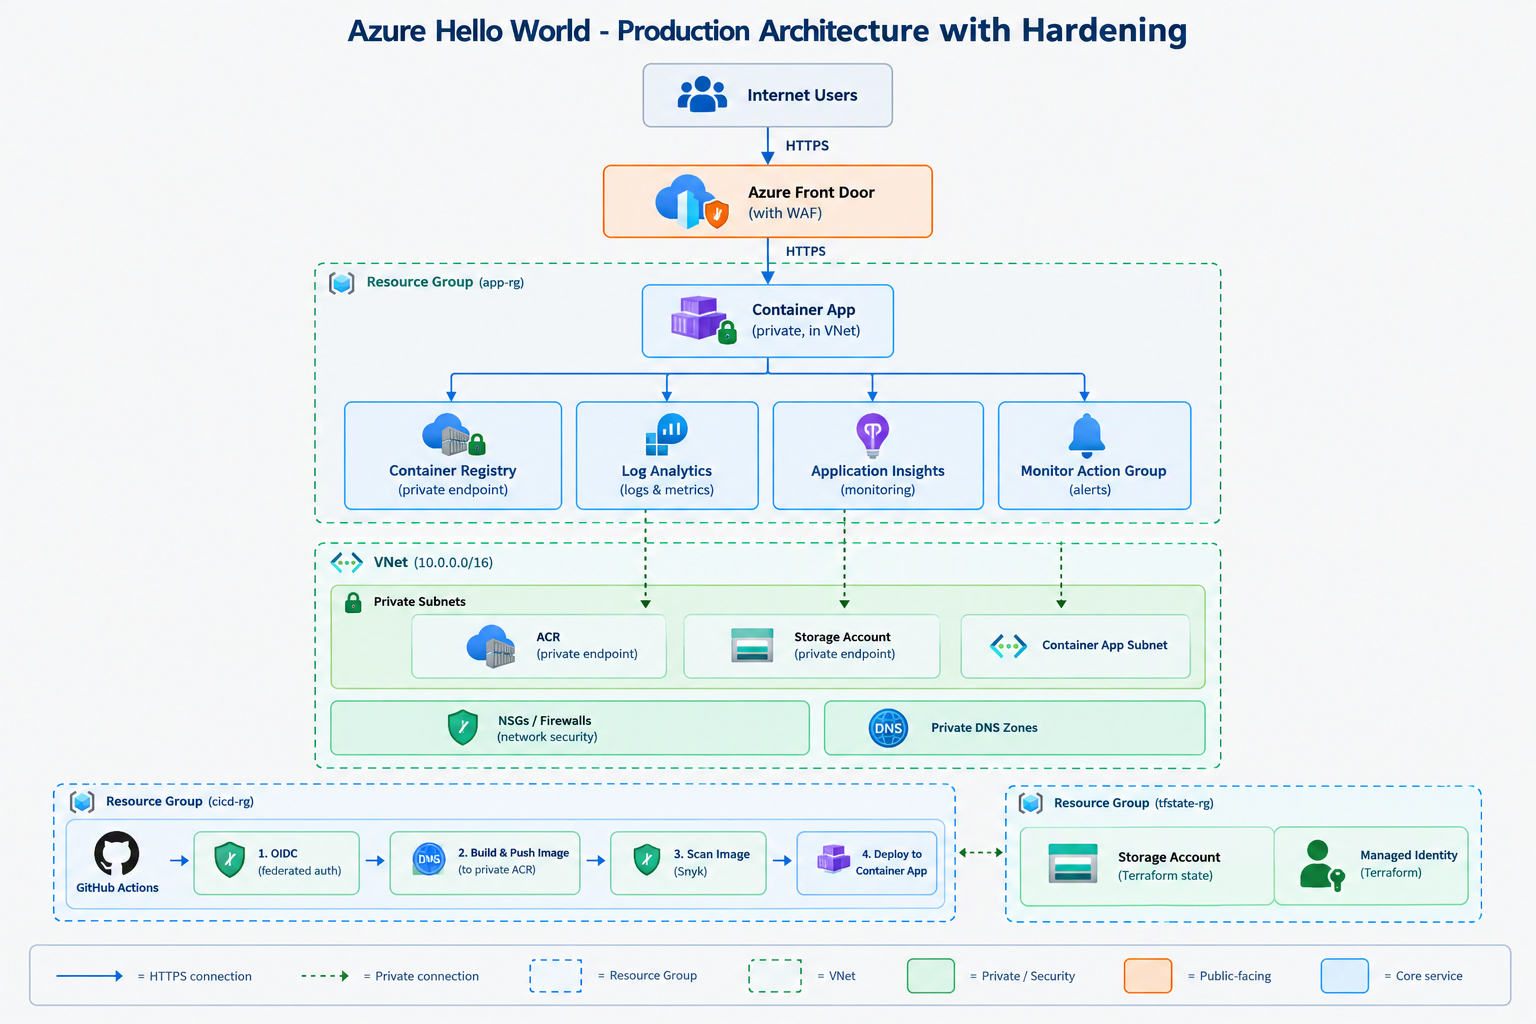 Azure Hello World - Production Architecture with Hardening
Internet Users
HTTPS
Azure Front Door
(with WAF)
HTTPS
Resource Group (app-rg)
Container App
(private, in VNet)
Container Registry
(private endpoint)
Log Analytics
(logs & metrics)
Application Insights
(monitoring)
Monitor Action Group
(alerts)
VNet (10.0.0.0/16)
Private Subnets
ACR
(private endpoint)
Storage Account
(private endpoint)
Container App Subnet
NSGs / Firewalls
(network security)
DNS
Private DNS Zones
Resource Group (cicd-rg)
GitHub Actions
1. OIDC
(federated auth)
2. Build & Push Image
(to private ACR)
3. Scan Image
(Snyk)
4. Deploy to
Container App
Resource Group (tfstate-rg)
Storage Account
(Terraform state)
Managed Identity
(Terraform)
= HTTPS connection
= Private connection
= Resource Group
= VNet
= Private / Security
= Public-facing
= Core service